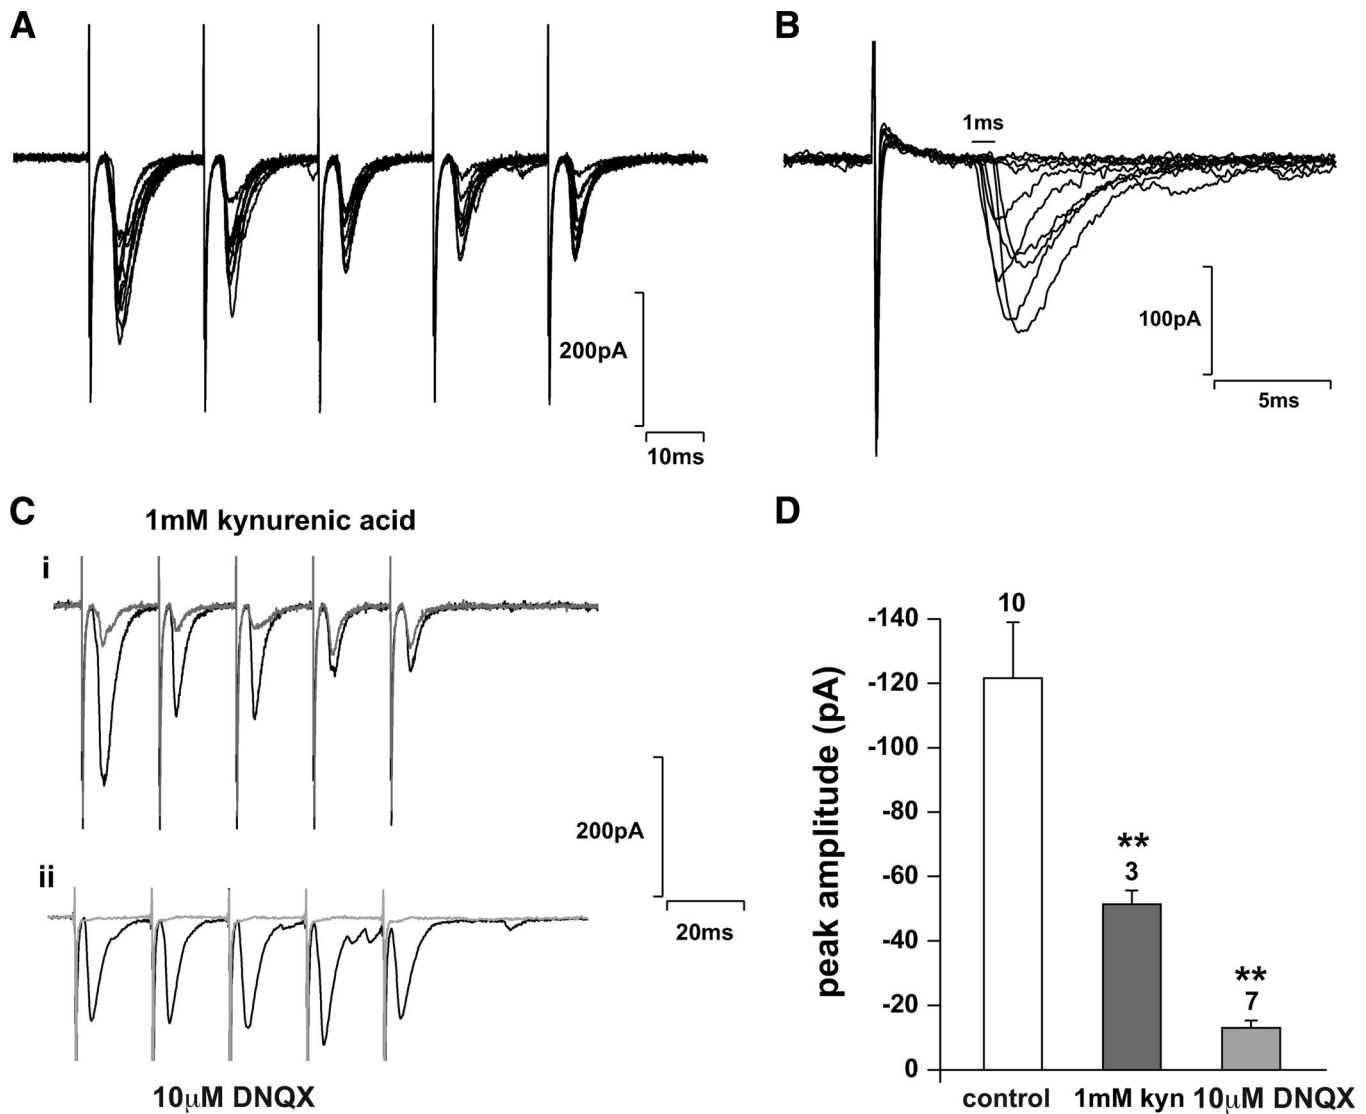 A
B
1ms
200pA
10ms
100pA
5ms
C
1mM kynurenic acid
i
200pA
20ms
ii
10μM DNQX
D
peak amplitude (pA)
-140
-120
-100
-80
-60
-40
-20
0
10
**
3
**
7
control
1mM kyn
10μM DNQX